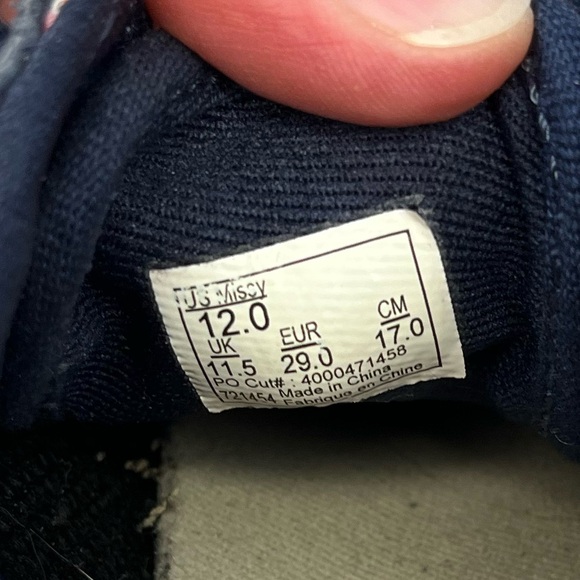 US Missy
12.0
UK EUR CM
11.5 29.0 17.0
PO Cut# : 4000471458
721454 Made in China
Fabriqué en Chine